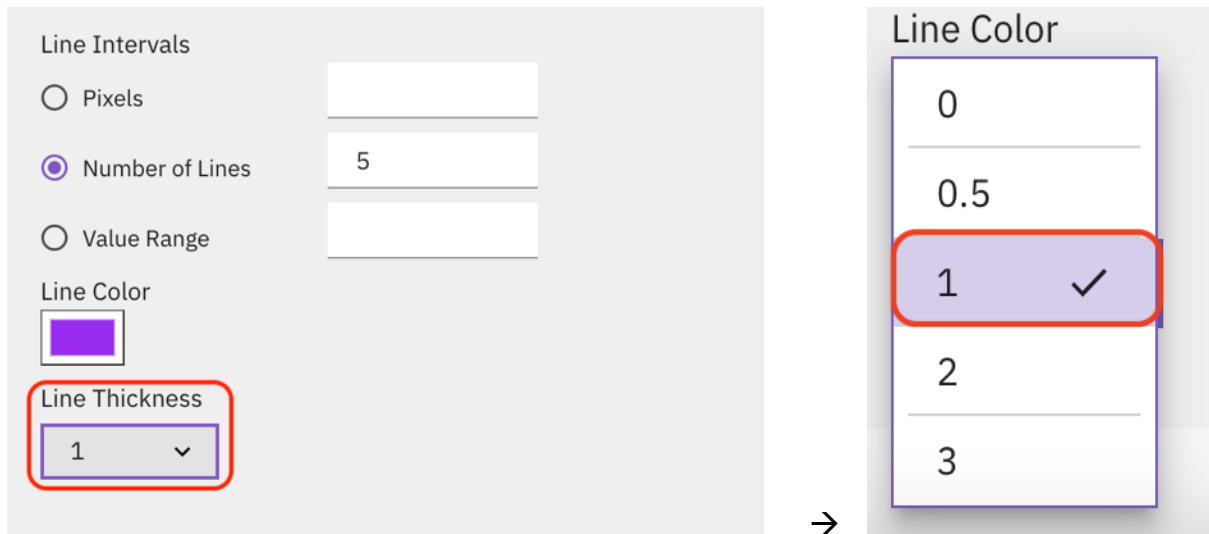 Line Intervals
Pixels
Number of Lines 5
Value Range
Line Color
Line Thickness
1
→
Line Color
0
0.5
1
2
3